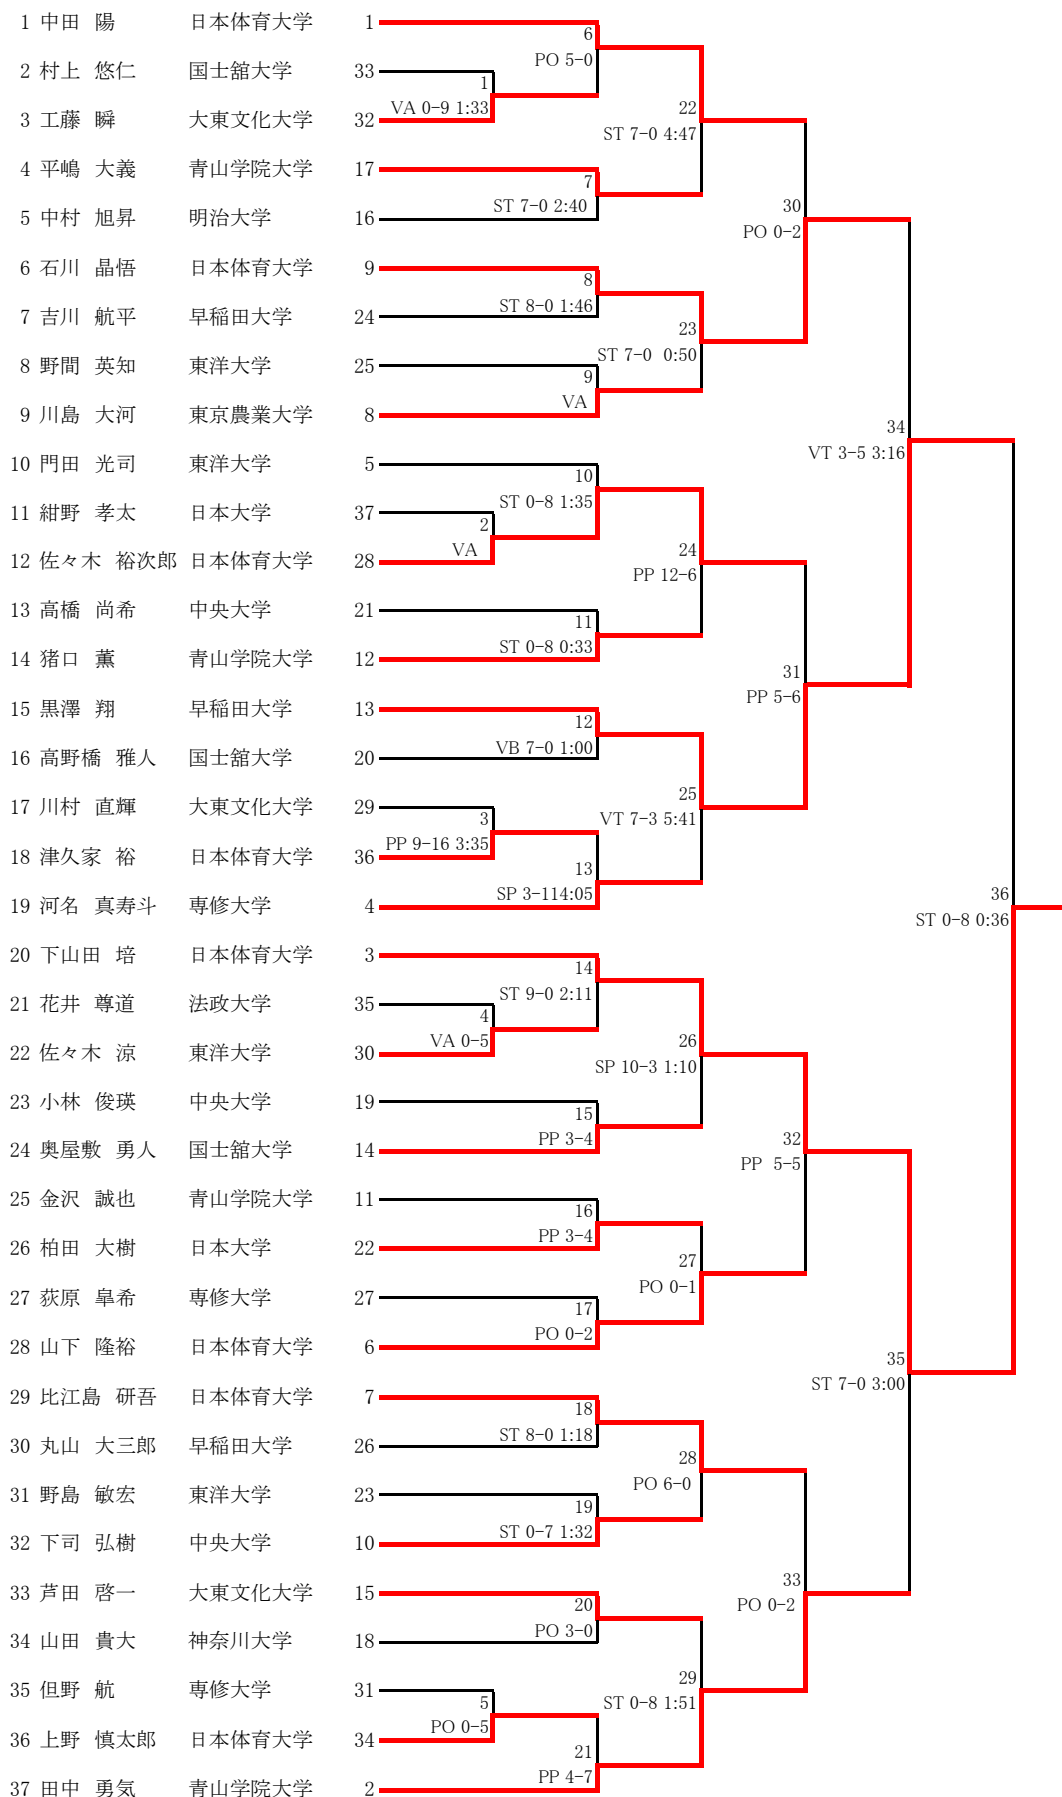 1 中田 陽 日本体育大学 1
6
PO 5-0
2 村上 悠仁 国士舘大学 33
1
VA 0-9 1:33
22
3 工藤 瞬 大東文化大学 32
ST 7-0 4:47
4 平嶋 大義 青山学院大学 17
7
ST 7-0 2:40
30
5 中村 旭昇 明治大学 16
PO 0-2
6 石川 晶悟 日本体育大学 9
8
ST 8-0 1:46
7 吉川 航平 早稲田大学 24
23
ST 7-0 0:50
8 野間 英知 東洋大学 25
9
VA
9 川島 大河 東京農業大学 8
34
VT 3-5 3:16
10 門田 光司 東洋大学 5
10
ST 0-8 1:35
11 紺野 孝太 日本大学 37
2
VA
24
12 佐々木 裕次郎 日本体育大学 28
PP 12-6
13 高橋 尚希 中央大学 21
11
ST 0-8 0:33
14 猪口 薫 青山学院大学 12
31
PP 5-6
15 黒澤 翔 早稲田大学 13
12
VB 7-0 1:00
16 高野橋 雅人 国士舘大学 20
25
17 川村 直輝 大東文化大学 29
3
VT 7-3 5:41
PP 9-16 3:35
18 津久家 裕 日本体育大学 36
13
SP 3-114:05
36
19 河名 真寿斗 専修大学 4
ST 0-8 0:36
20 下山田 培 日本体育大学 3
14
ST 9-0 2:11
21 花井 尊道 法政大学 35
4
VA 0-5
26
22 佐々木 涼 東洋大学 30
SP 10-3 1:10
23 小林 俊瑛 中央大学 19
15
PP 3-4
32
24 奥屋敷 勇人 国士舘大学 14
PP 5-5
25 金沢 誠也 青山学院大学 11
16
PP 3-4
26 柏田 大樹 日本大学 22
27
PO 0-1
27 荻原 皐希 専修大学 27
17
PO 0-2
28 山下 隆裕 日本体育大学 6
35
ST 7-0 3:00
29 比江島 研吾 日本体育大学 7
18
ST 8-0 1:18
30 丸山 大三郎 早稲田大学 26
28
PO 6-0
31 野島 敏宏 東洋大学 23
19
ST 0-7 1:32
32 下司 弘樹 中央大学 10
33
33 芦田 啓一 大東文化大学 15
20
PO 0-2
PO 3-0
34 山田 貴大 神奈川大学 18
29
35 但野 航 専修大学 31
5
ST 0-8 1:51
PO 0-5
36 上野 慎太郎 日本体育大学 34
21
PP 4-7
37 田中 勇気 青山学院大学 2